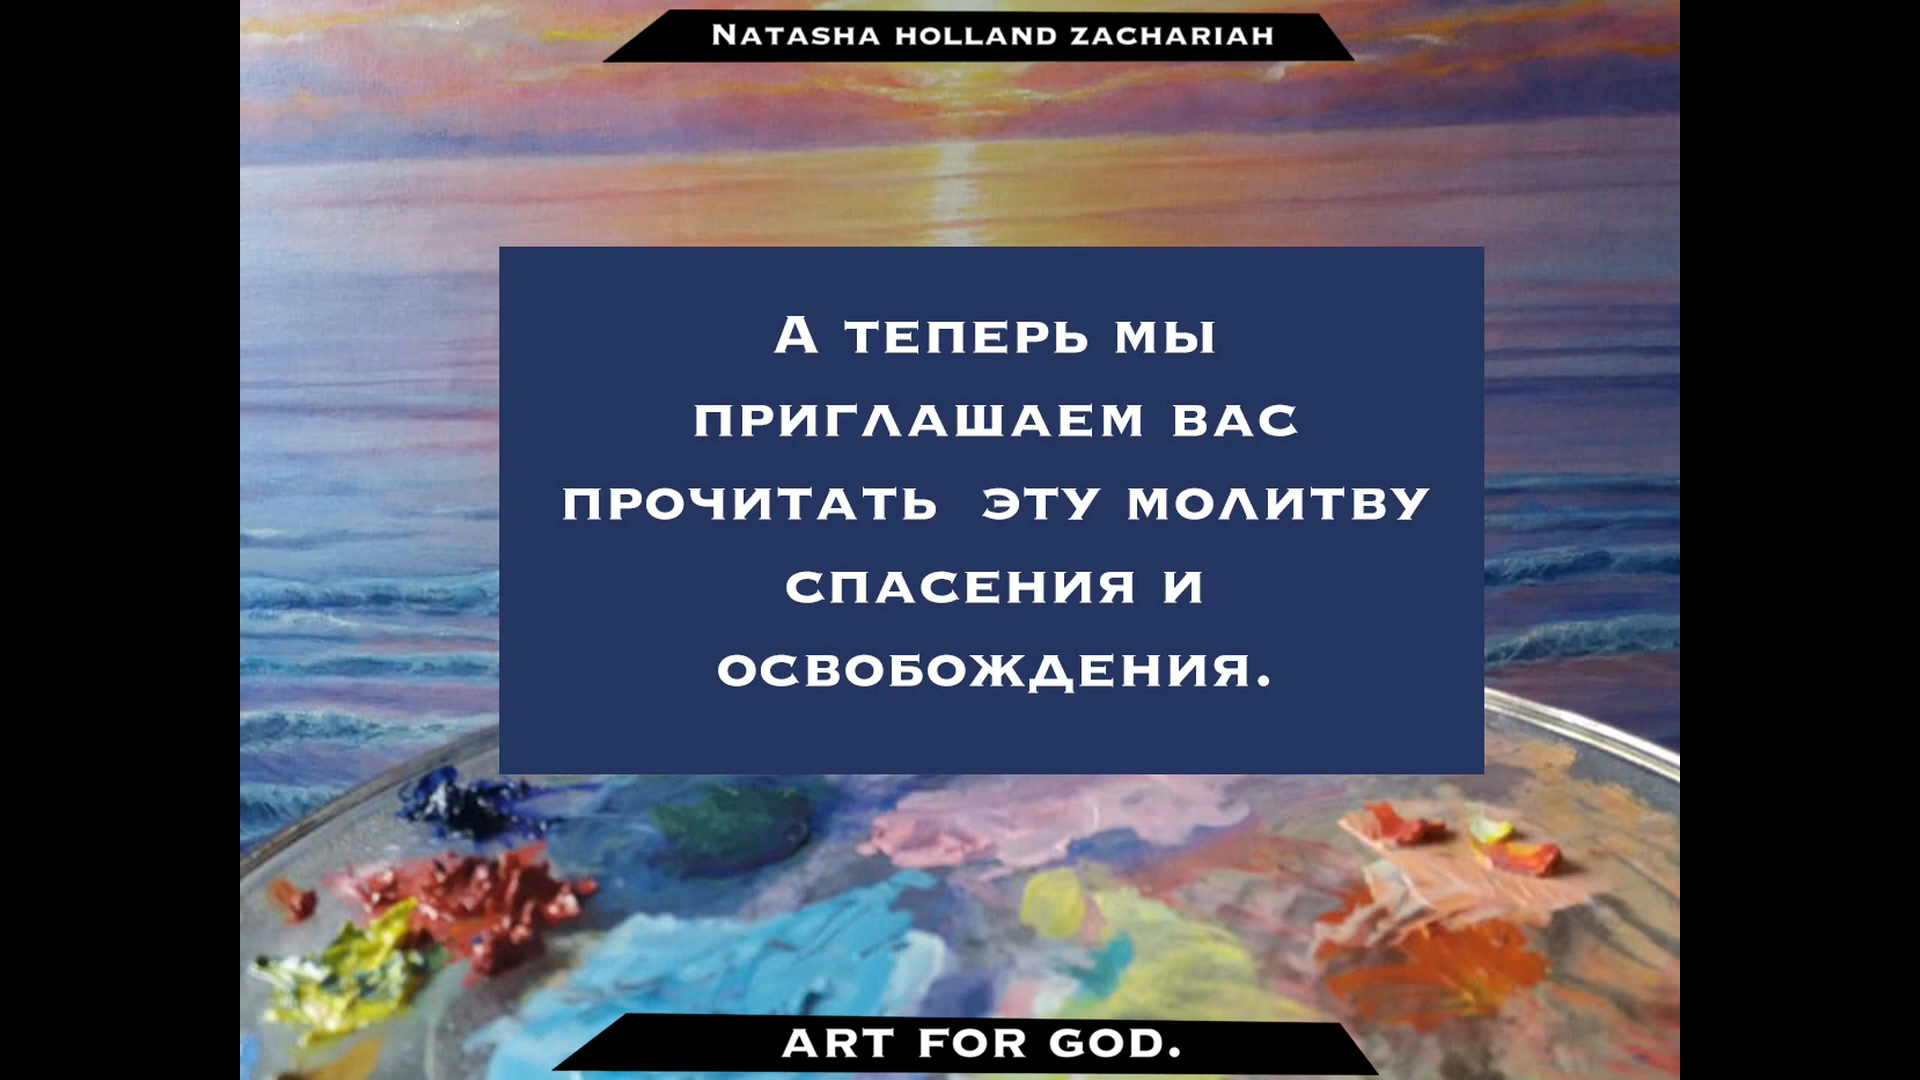 Natasha holland zachariah
А теперь мы
приглашаем вас
прочитать эту молитву
спасения и
освобождения.
ART FOR GOD.